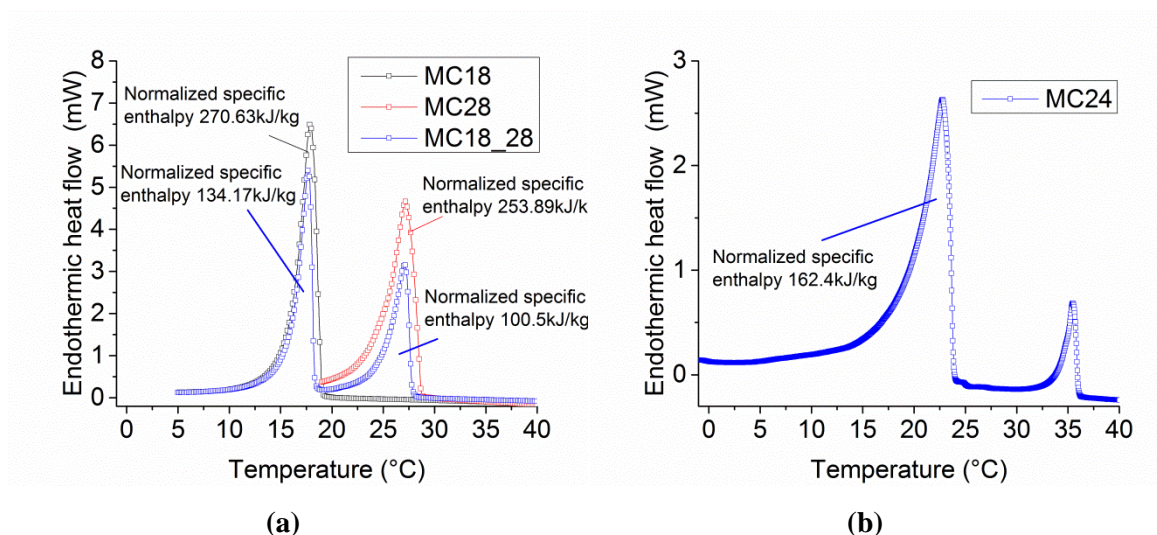 8
7
6
5
4
3
2
1
0
Endothermic heat flow (mW)
Normalized specific
enthalpy 270.63kJ/kg
Normalized specific
enthalpy 134.17kJ/kg
MC18
MC28
MC18_28
Normalized specific
enthalpy 253.89kJ/k
Normalized specific
enthalpy 100.5kJ/kg
0 5 10 15 20 25 30 35 40
Temperature (°C)
(a)
3
2
1
0
Endothermic heat flow (mW)
MC24
Normalized specific
enthalpy 162.4kJ/kg
0 5 10 15 20 25 30 35 40
Temperature (°C)
(b)